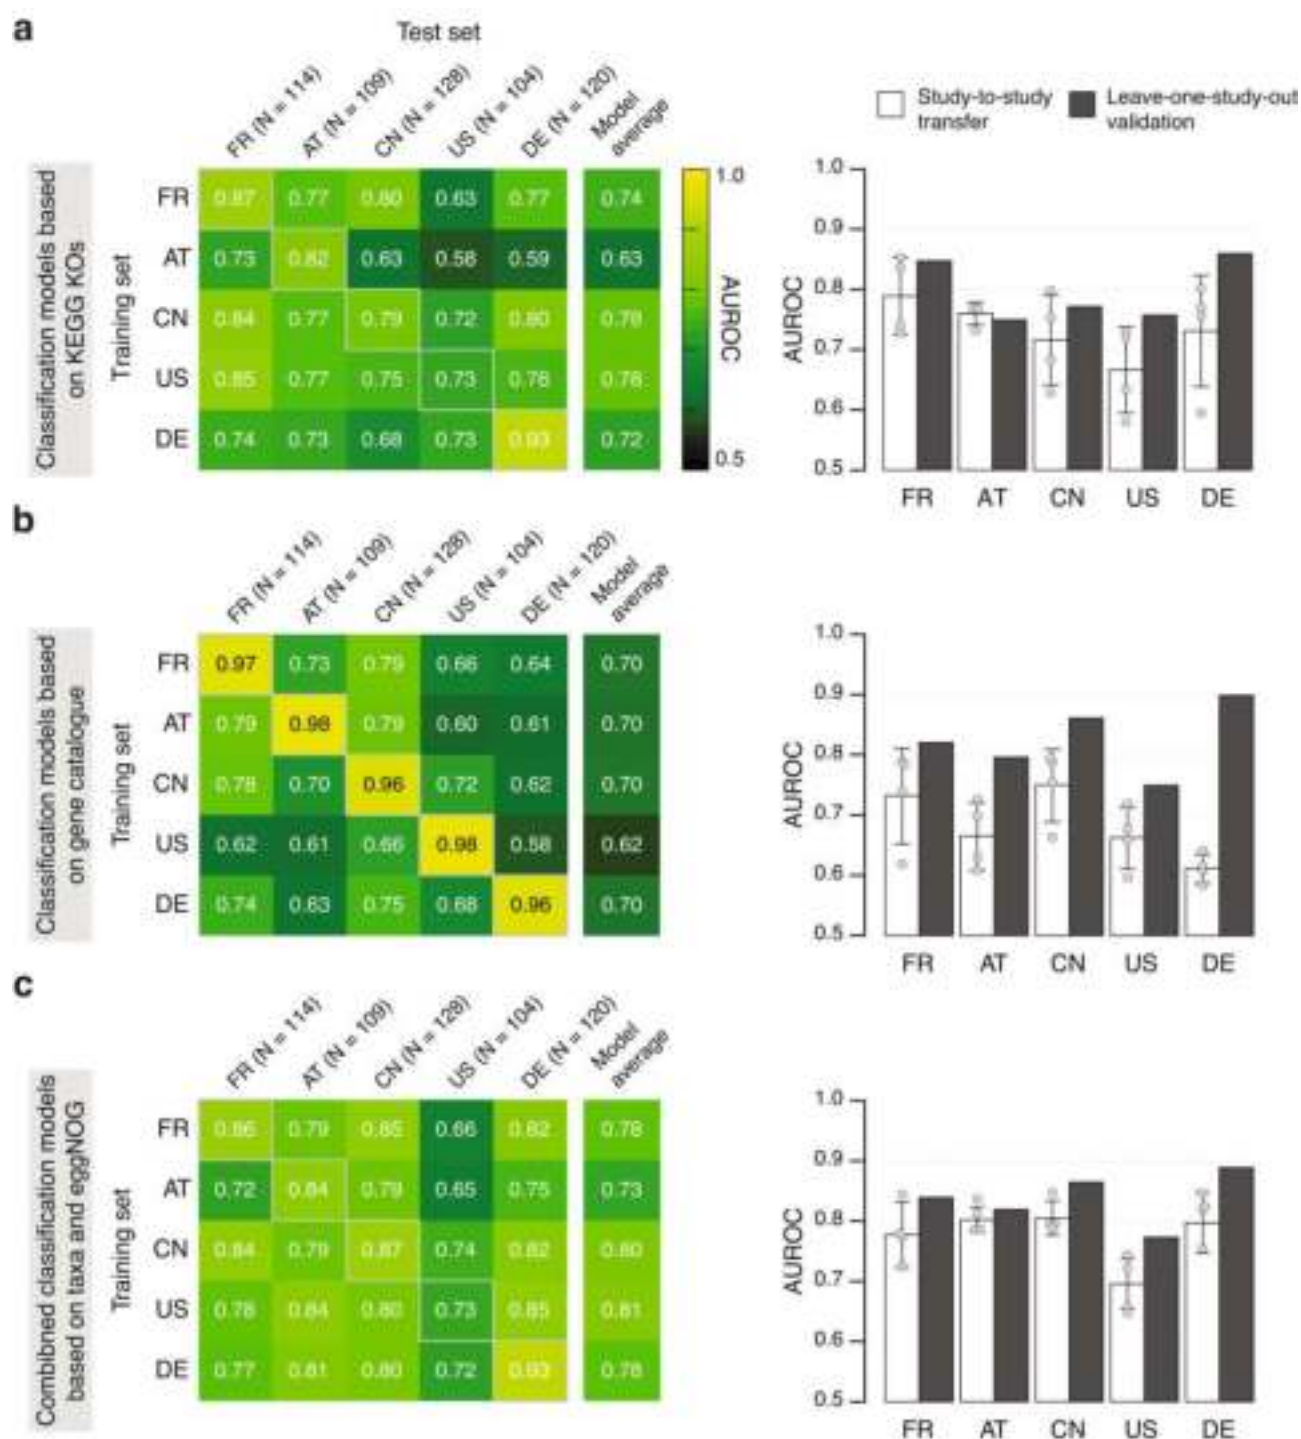 a
Test set
FR (N = 114) AT (N = 109) CN (N = 128) US (N = 104) DE (N = 120) Model average
Classification models based
on KEGG KOs
Training set
FR 0.87 0.77 0.80 0.63 0.77 0.74
AT 0.73 0.82 0.63 0.58 0.59 0.63
CN 0.84 0.77 0.79 0.72 0.80 0.78
US 0.85 0.77 0.75 0.73 0.78
DE 0.74 0.73 0.68 0.73 0.93 0.72
1.0
AUROC
0.5
Study-to-study
transfer
Leave-one-study-out
validation
AUROC
1.0
0.9
0.8
0.7
0.6
0.5
FR AT CN US DE
b
FR (N = 114) AT (N = 109) CN (N = 128) US (N = 104) DE (N = 120) Model average
Classification models based
on gene catalogue
Training set
FR 0.97 0.73 0.79 0.66 0.64 0.70
AT 0.79 0.98 0.79 0.60 0.61 0.70
CN 0.78 0.70 0.96 0.72 0.62 0.70
US 0.62 0.61 0.66 0.98 0.58 0.62
DE 0.74 0.63 0.75 0.68 0.96 0.70
AUROC
1.0
0.9
0.8
0.7
0.6
0.5
FR AT CN US DE
c
FR (N = 114) AT (N = 109) CN (N = 128) US (N = 104) DE (N = 120) Model average
Combibned classification models
based on taxa and eggNOG
Training set
FR 0.86 0.79 0.85 0.66 0.82 0.78
AT 0.72 0.84 0.79 0.65 0.75 0.73
CN 0.84 0.79 0.87 0.74 0.82 0.80
US 0.78 0.84 0.80 0.73 0.85 0.81
DE 0.77 0.81 0.80 0.72 0.93 0.78
AUROC
1.0
0.9
0.8
0.7
0.6
0.5
FR AT CN US DE